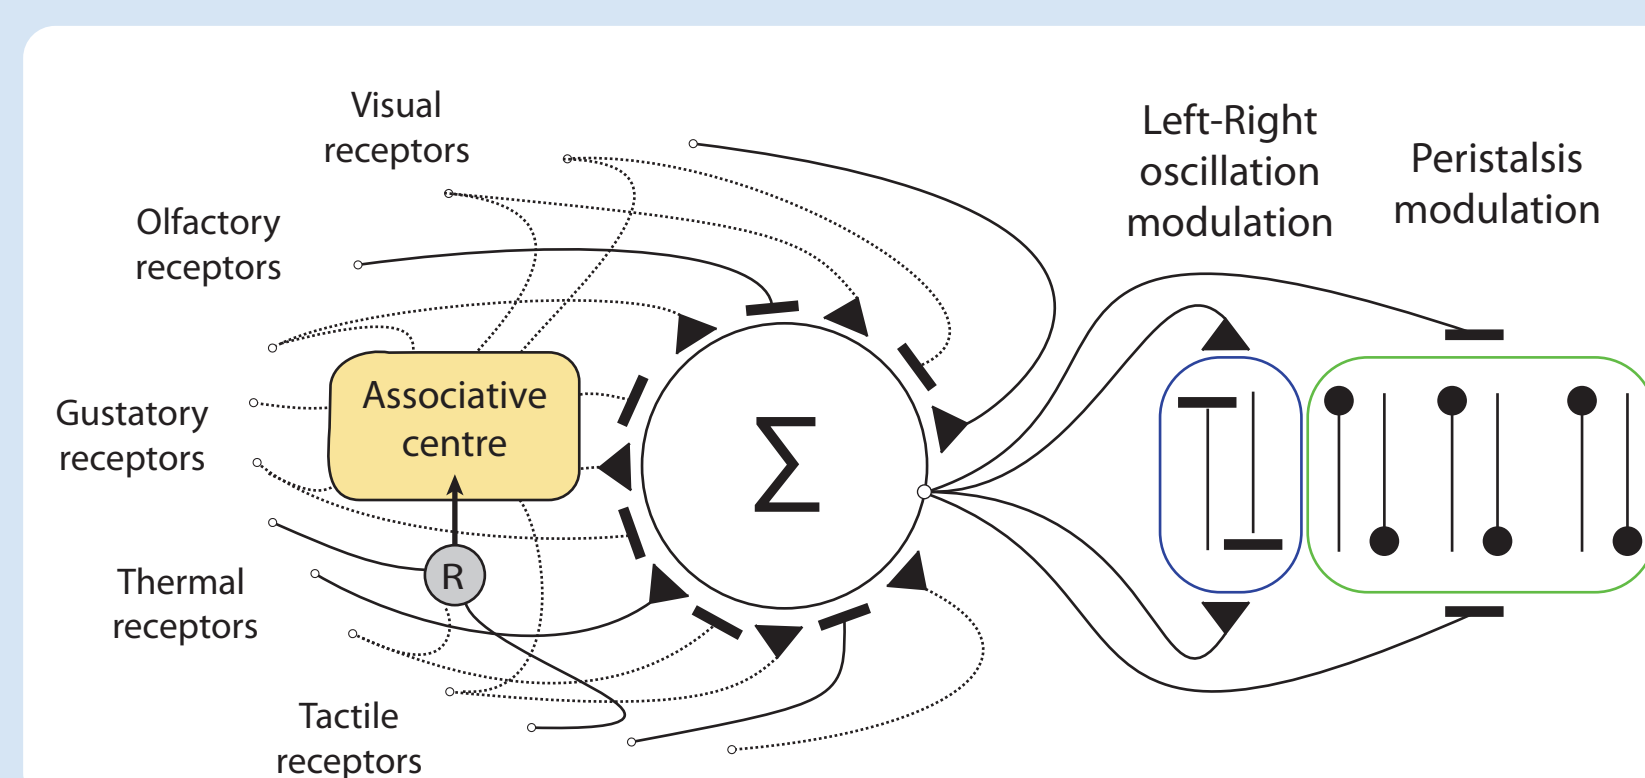 Visual
receptors
Olfactory
receptors
Gustatory
receptors
Thermal
receptors
Tactile
receptors
Associative
centre
R
Σ
Left-Right
oscillation
modulation
Peristalsis
modulation